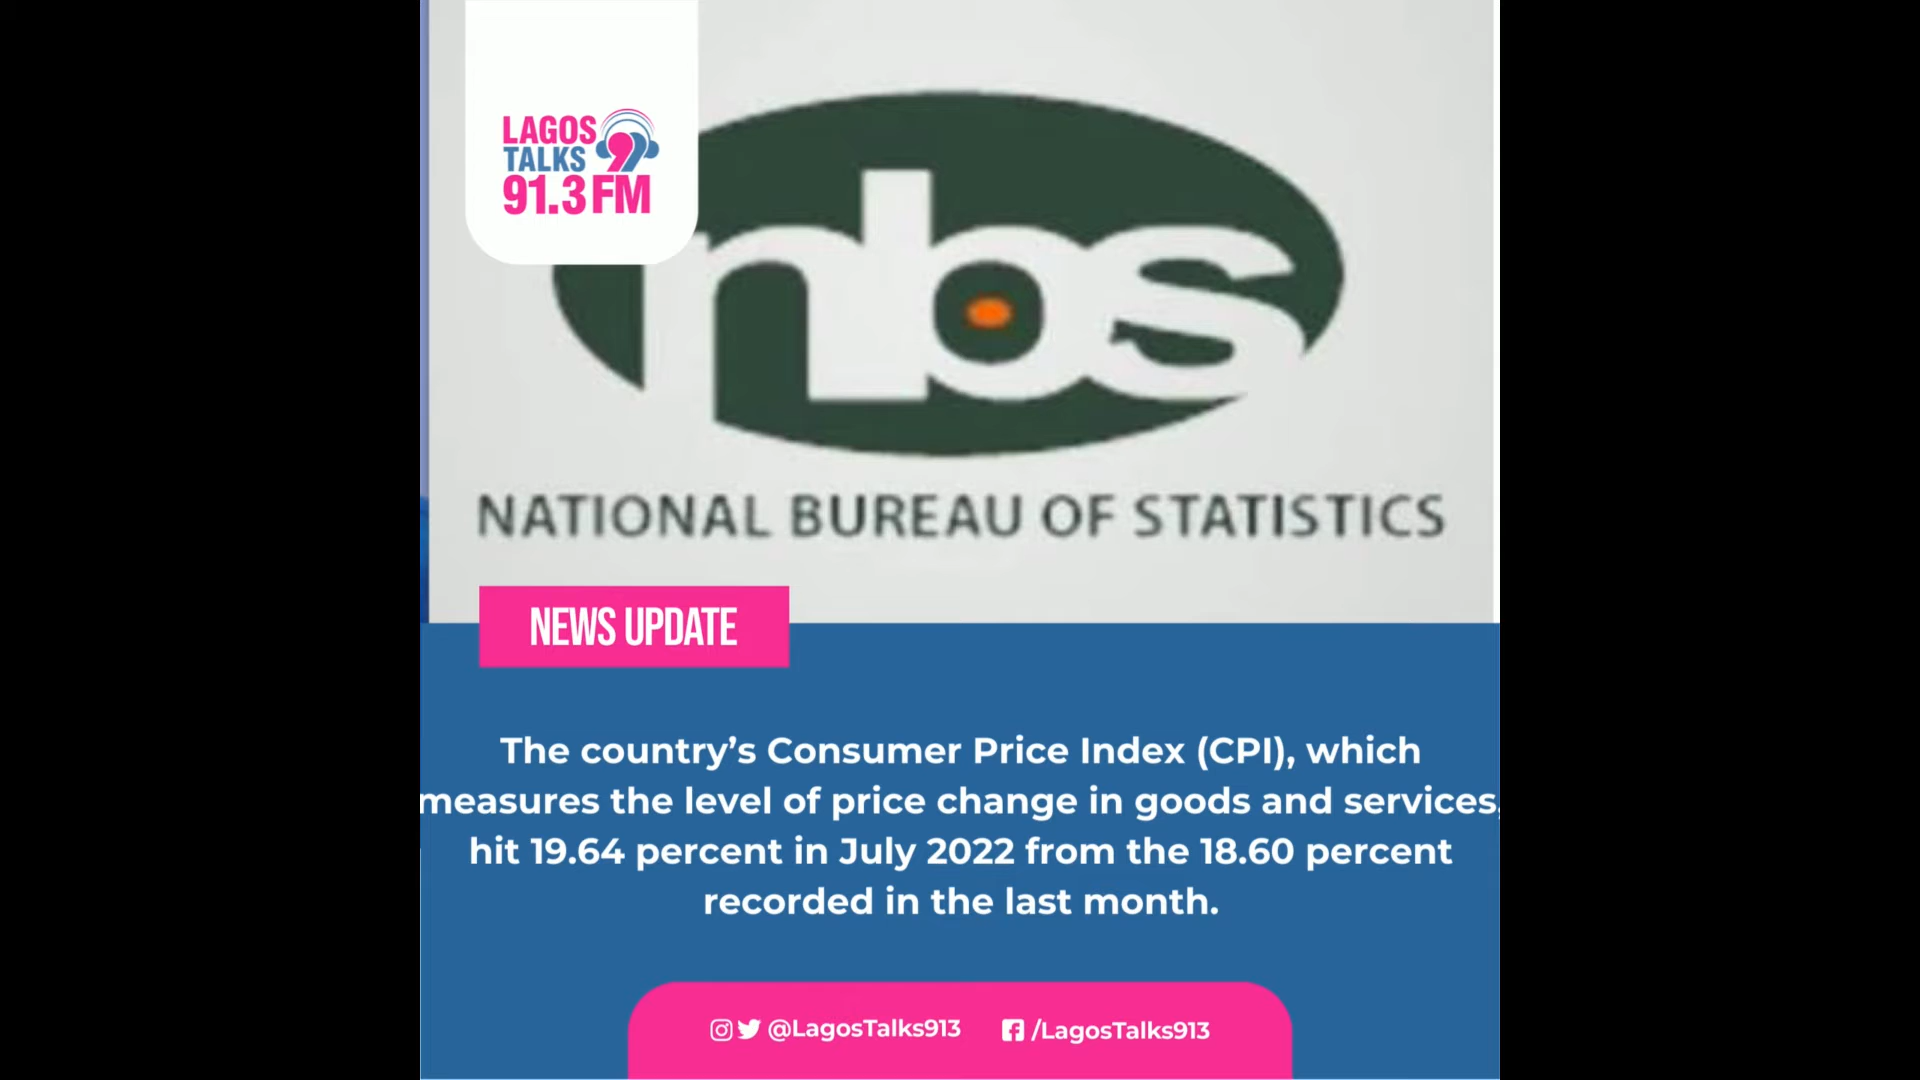 LAGOS
TALKS
91.3 FM
nbs
NATIONAL BUREAU OF STATISTICS
NEWS UPDATE
The country’s Consumer Price Index (CPI), which
measures the level of price change in goods and services,
hit 19.64 percent in July 2022 from the 18.60 percent
recorded in the last month.
@LagosTalks913 /LagosTalks913